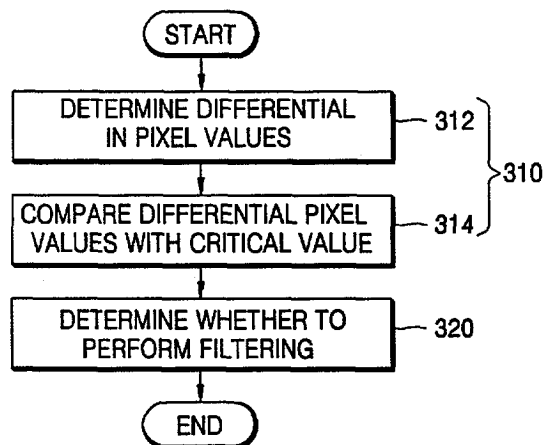 START
DETERMINE DIFFERENTIAL
IN PIXEL VALUES
312
310
COMPARE DIFFERENTIAL PIXEL
VALUES WITH CRITICAL VALUE
314
DETERMINE WHETHER TO
PERFORM FILTERING
320
END